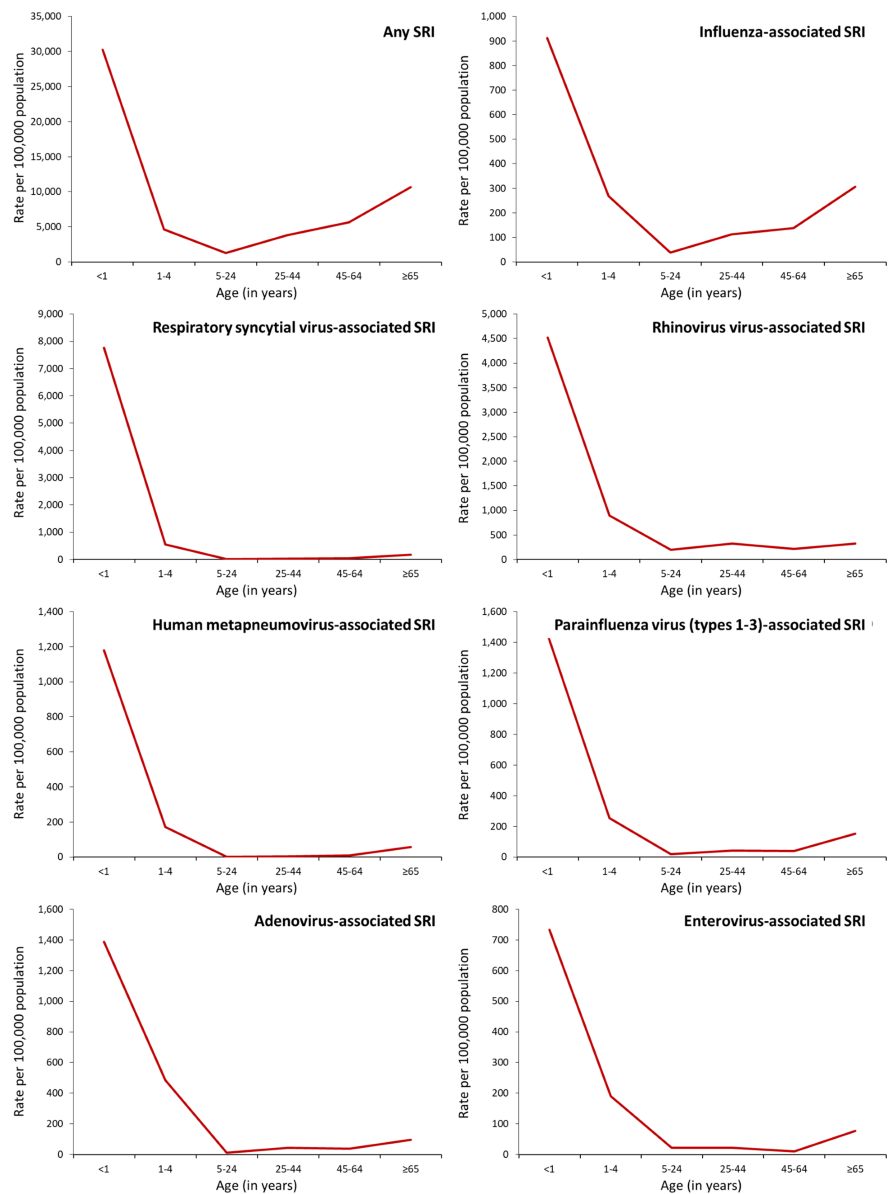 Any SRI
Rate per 100,000 population
35,000
30,000
25,000
20,000
15,000
10,000
5,000
0
<1 1-4 5-24 25-44 45-64 ≥65
Age (in years)
Influenza-associated SRI
Rate per 100,000 population
1,000
900
800
700
600
500
400
300
200
100
0
<1 1-4 5-24 25-44 45-64 ≥65
Age (in years)
Respiratory syncytial virus-associated SRI
Rate per 100,000 population
9,000
8,000
7,000
6,000
5,000
4,000
3,000
2,000
1,000
0
<1 1-4 5-24 25-44 45-64 ≥65
Age (in years)
Rhinovirus virus-associated SRI
Rate per 100,000 population
5,000
4,500
4,000
3,500
3,000
2,500
2,000
1,500
1,000
500
0
<1 1-4 5-24 25-44 45-64 ≥65
Age (in years)
Human metapneumovirus-associated SRI
Rate per 100,000 population
1,400
1,200
1,000
800
600
400
200
0
<1 1-4 5-24 25-44 45-64 ≥65
Age (in years)
Parainfluenza virus (types 1-3)-associated SRI
Rate per 100,000 population
1,600
1,400
1,200
1,000
800
600
400
200
0
<1 1-4 5-24 25-44 45-64 ≥65
Age (in years)
Adenovirus-associated SRI
Rate per 100,000 population
1,600
1,400
1,200
1,000
800
600
400
200
0
<1 1-4 5-24 25-44 45-64 ≥65
Age (in years)
Enterovirus-associated SRI
Rate per 100,000 population
800
700
600
500
400
300
200
100
0
<1 1-4 5-24 25-44 45-64 ≥65
Age (in years)